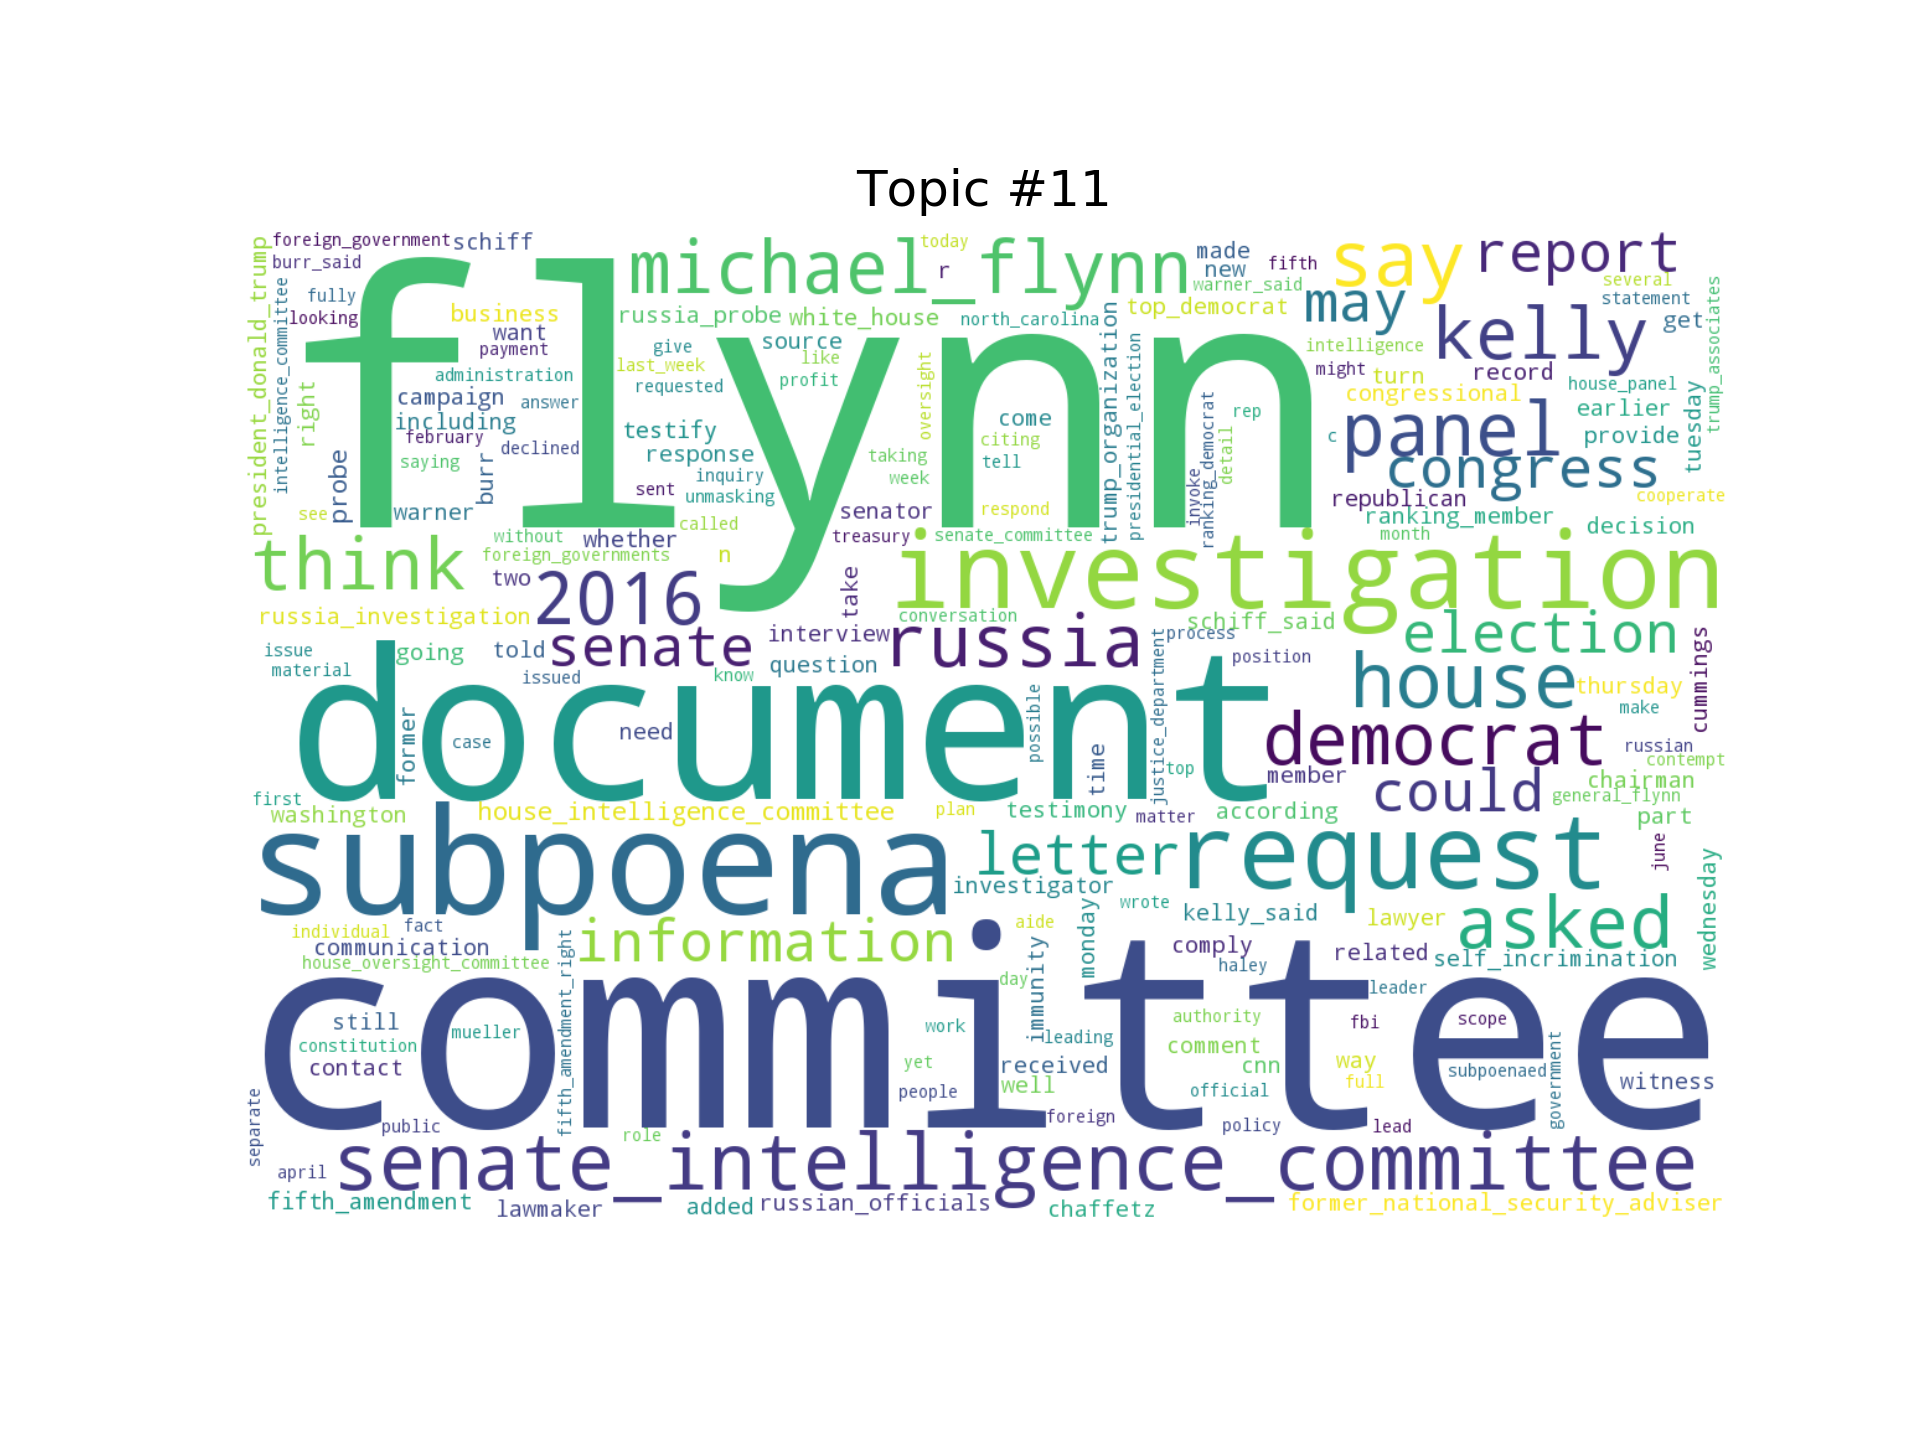 Topic #11
foreign_government
schiff
michael_flynn
today
r
made
new
fifth
say
report
several
burr_said
president_donald_trump
intelligence_committee
fully
looking
business
want
payment
russia_probe
white_house
north_carolina
warner_said
top_democrat
may
statement
get
kelly
trump_associates
flynn
give
source
like
last_week
requested
profit
oversight
trump_organization
presidential_election
intelligence
might
turn
record
congressional
house_panel
administration
campaign
answer
including
right
february
declined
saying
probe
burr
testify
response
inquiry
unmasking
sent
come
citing
tell
taking
week
ranking_democrat
invoke
rep
detail
c
panel
earlier
provide
tuesday
congress
see
warner
called
senator
respond
republican
cooperate
ranking_member
decision
month
without
whether
foreign_governments
n
treasury
senate_committee
think
two
2016
take
investigation
russia_investigation
conversation
schiff_said
senate
interview
russia
process
election
issue
material
going
told
issued
question
know
position
house
thursday
make
cummings
document
former
case
need
possible
time
justice_department
top
democrat
member
russian
contempt
chairman
could
general_flynn
part
first
washington
house_intelligence_committee
plan
testimony
matter
according
subpoena
letter
request
june
wednesday
investigator
wrote
monday
kelly_said
lawyer
asked
individual
fact
communication
house_oversight_committee
fifth_amendment_right
information
aide
immunity
day
comply
haley
related
self_incrimination
leader
committee
still
mueller
constitution
contact
work
leading
yet
received
well
people
authority
comment
cnn
official
fbi
scope
way
full
subpoenaed
government
witness
separate
public
foreign
policy
lead
role
april
senate_intelligence_committee
fifth_amendment
lawmaker
added
russian_officials
chaffetz
former_national_security_adviser